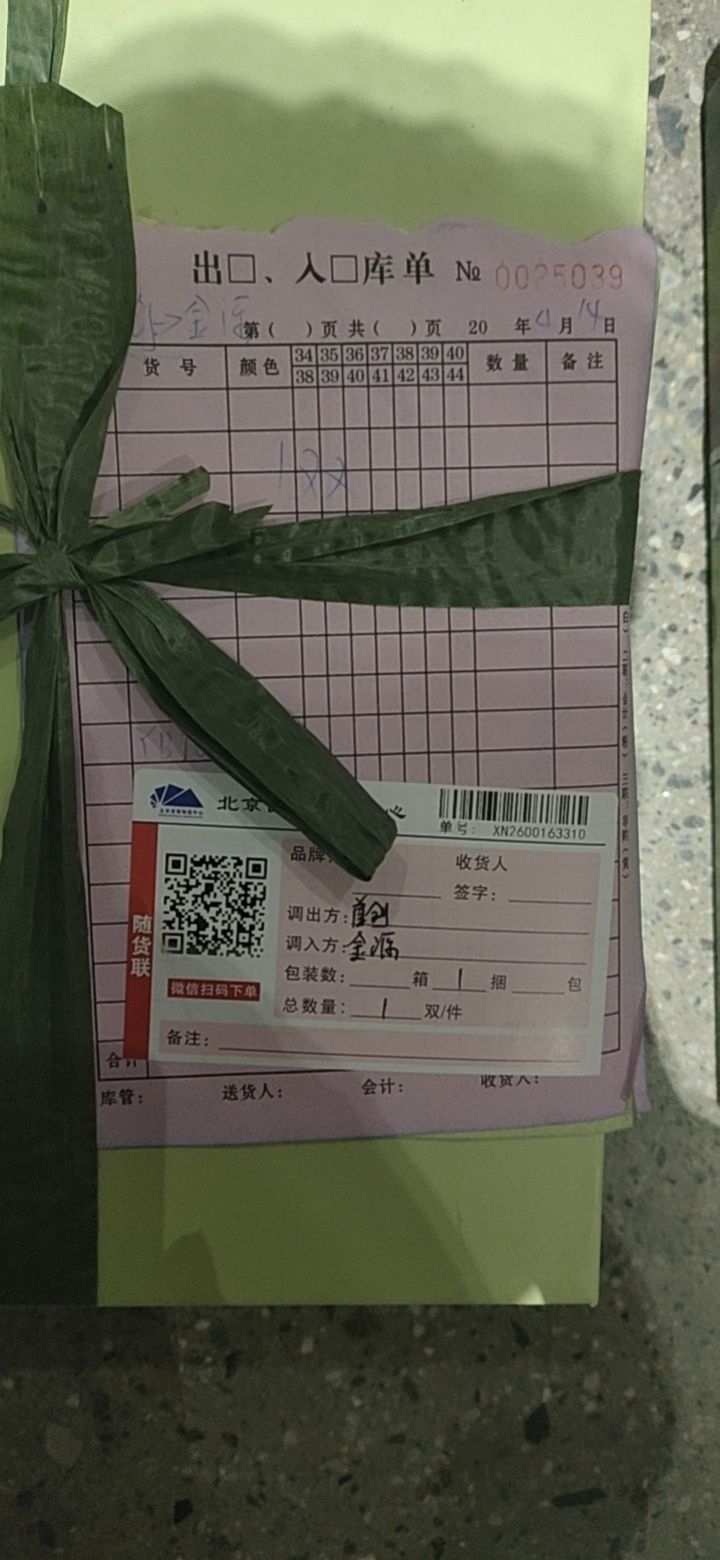 出□、入□库单 № 0025039
金源
第( )页 共( )页 20 年4月14日
货号 颜色 34 35 36 37 38 39 40 数量 备注
38 39 40 41 42 43 44
北京
单号: XN2600163310
品牌: 收货人
签字:
调出方:首创
调入方:金源
包装数: 箱 1 捆 包
总数量: 1 双/件
备注:
随货联
微信扫码下单
合计
库管: 送货人: 会计: 收货人: